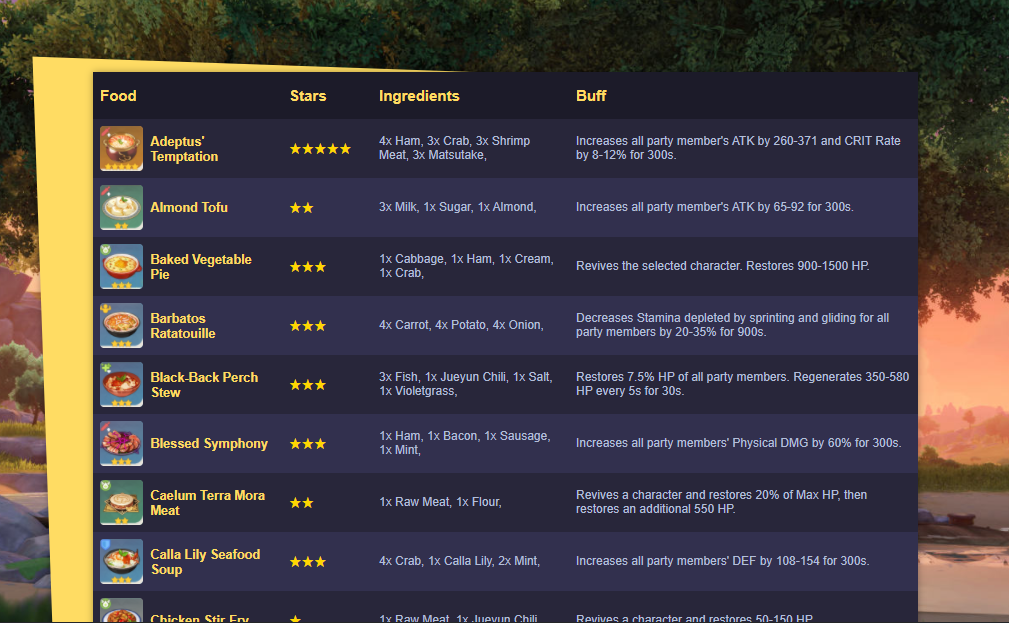 Food Stars Ingredients Buff
Adeptus'
Temptation
4x Ham, 3x Crab, 3x Shrimp
Meat, 3x Matsutake,
Increases all party member's ATK by 260-371 and CRIT Rate
by 8-12% for 300s.
Almond Tofu
3x Milk, 1x Sugar, 1x Almond,
Increases all party member's ATK by 65-92 for 300s.
Baked Vegetable
Pie
1x Cabbage, 1x Ham, 1x Cream,
1x Crab,
Revives the selected character. Restores 900-1500 HP.
Barbatos
Ratatouille
4x Carrot, 4x Potato, 4x Onion,
Decreases Stamina depleted by sprinting and gliding for all
party members by 20-35% for 900s.
Black-Back Perch
Stew
3x Fish, 1x Jueyun Chili, 1x Salt,
1x Violetgrass,
Restores 7.5% HP of all party members. Regenerates 350-580
HP every 5s for 30s.
Blessed Symphony
1x Ham, 1x Bacon, 1x Sausage,
1x Mint,
Increases all party members' Physical DMG by 60% for 300s.
Caelum Terra Mora
Meat
1x Raw Meat, 1x Flour,
Revives a character and restores 20% of Max HP, then
restores an additional 550 HP.
Calla Lily Seafood
Soup
4x Crab, 1x Calla Lily, 2x Mint,
Increases all party members' DEF by 108-154 for 300s.
Chicken Stir Fry
1x Raw Meat, 1x Jueyun Chili
Revives a character and restores 50-150 HP